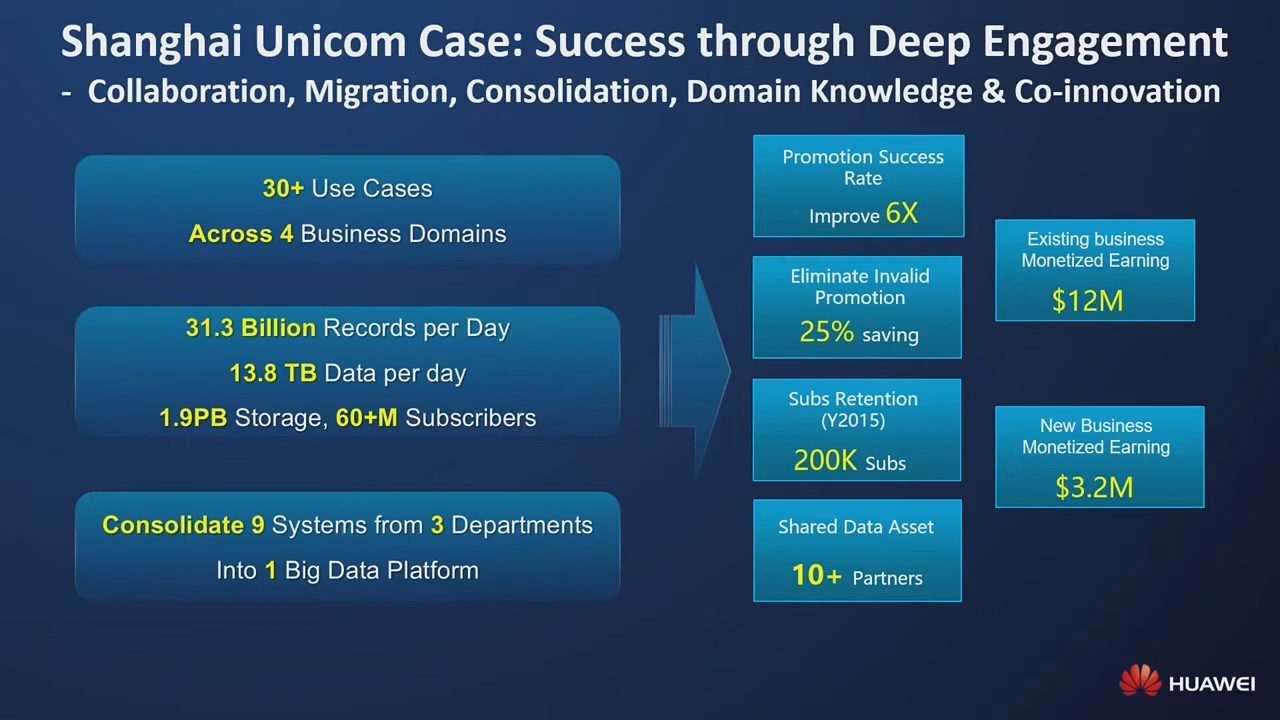 Shanghai Unicom Case: Success through Deep Engagement
- Collaboration, Migration, Consolidation, Domain Knowledge & Co-innovation
30+ Use Cases
Across 4 Business Domains
31.3 Billion Records per Day
13.8 TB Data per day
1.9PB Storage, 60+M Subscribers
Consolidate 9 Systems from 3 Departments
Into 1 Big Data Platform
Promotion Success
Rate
Improve 6X
Eliminate Invalid
Promotion
25% saving
Subs Retention
(Y2015)
200K Subs
Shared Data Asset
10+ Partners
Existing business
Monetized Earning
$12M
New Business
Monetized Earning
$3.2M
HUAWEI